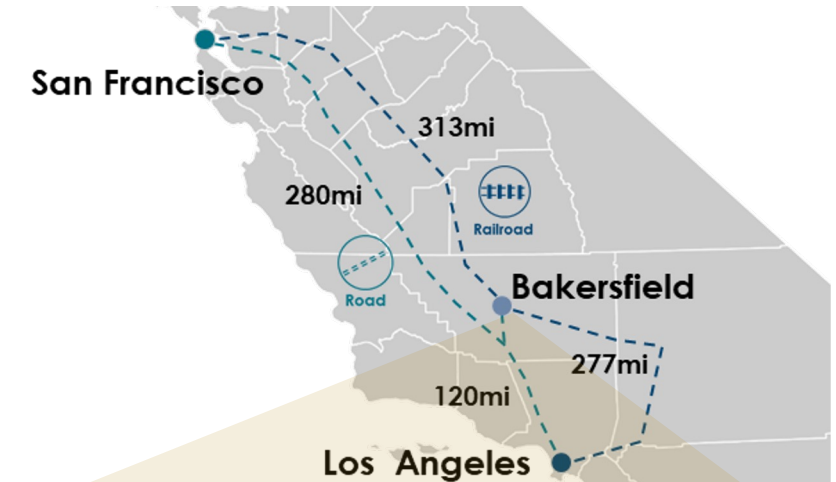 San Francisco
313mi
280mi
Railroad
Road
Bakersfield
277mi
120mi
Los Angeles